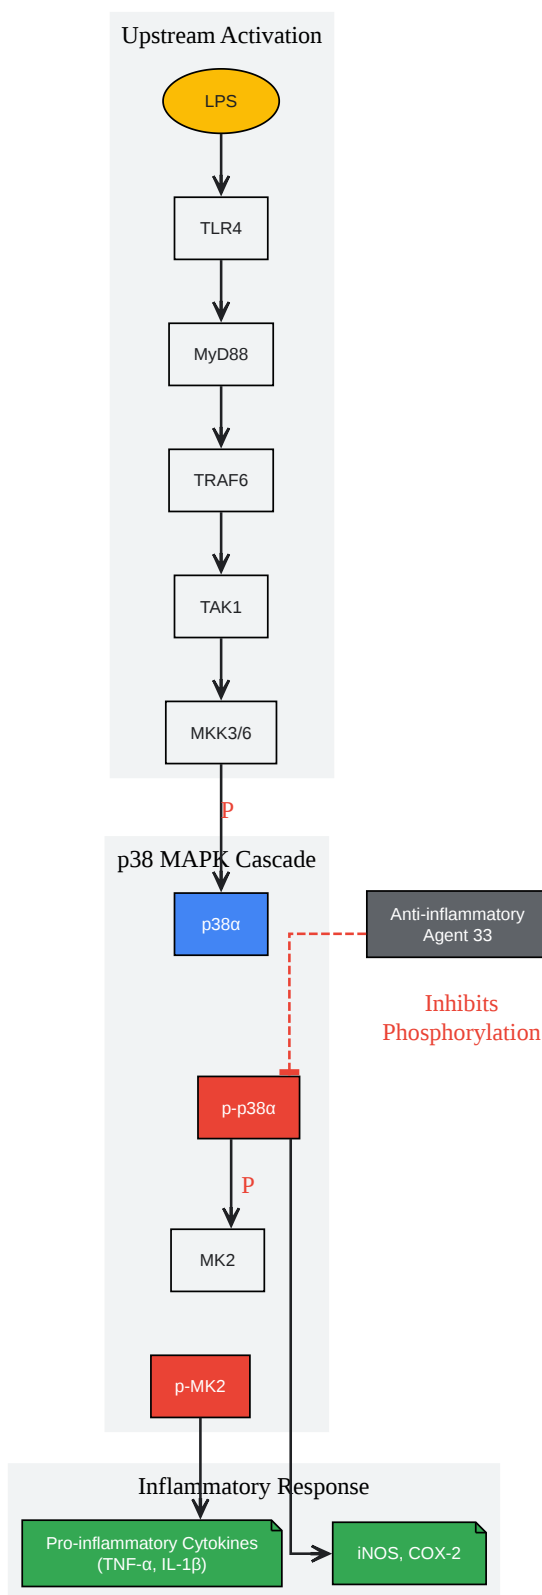 Upstream Activation
LPS
TLR4
MyD88
TRAF6
TAK1
MKK3/6
P
p38 MAPK Cascade
p38α
Anti-inflammatory
Agent 33
Inhibits
Phosphorylation
p-p38α
P
MK2
p-MK2
Inflammatory Response
Pro-inflammatory Cytokines
(TNF-α, IL-1β)
iNOS, COX-2